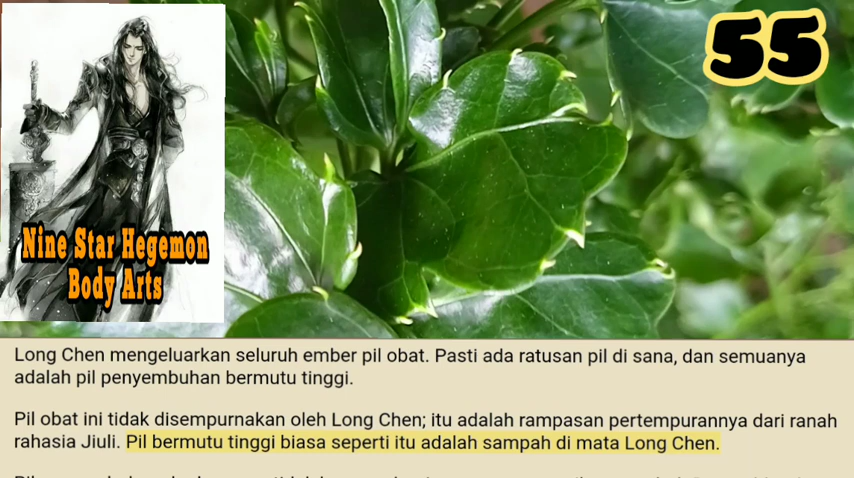 55
Nine Star Hegemon
Body Arts
Long Chen mengeluarkan seluruh ember pil obat. Pasti ada ratusan pil di sana, dan semuanya
adalah pil penyembuhan bermutu tinggi.
Pil obat ini tidak disempurnakan oleh Long Chen; itu adalah rampasan pertempurannya dari ranah
rahasia Jiuli. Pil bermutu tinggi biasa seperti itu adalah sampah di mata Long Chen.